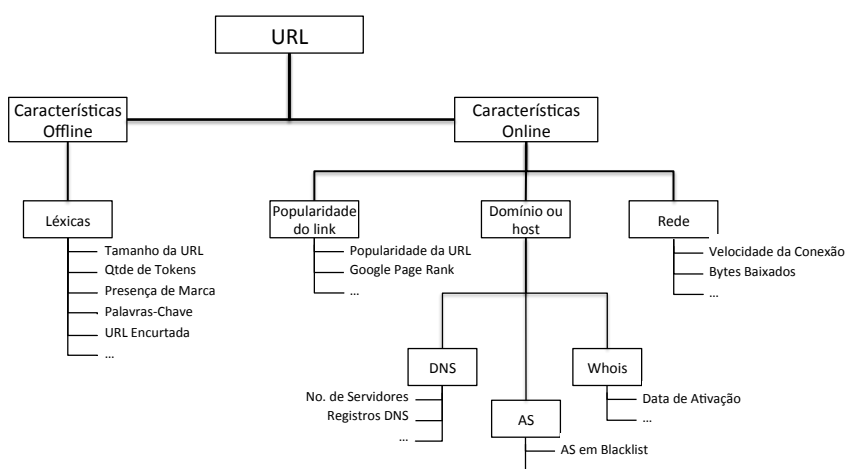 URL
Características
Offline
Características
Online
Léxicas
Popularidade
do link
Domínio ou
host
Rede
Tamanho da URL
Qtde de Tokens
Presença de Marca
Palavras-Chave
URL Encurtada
...
Popularidade da URL
Google Page Rank
...
Velocidade da Conexão
Bytes Baixados
...
DNS
No. de Servidores
Registros DNS
...
AS
AS em Blacklist
Whois
Data de Ativação
...